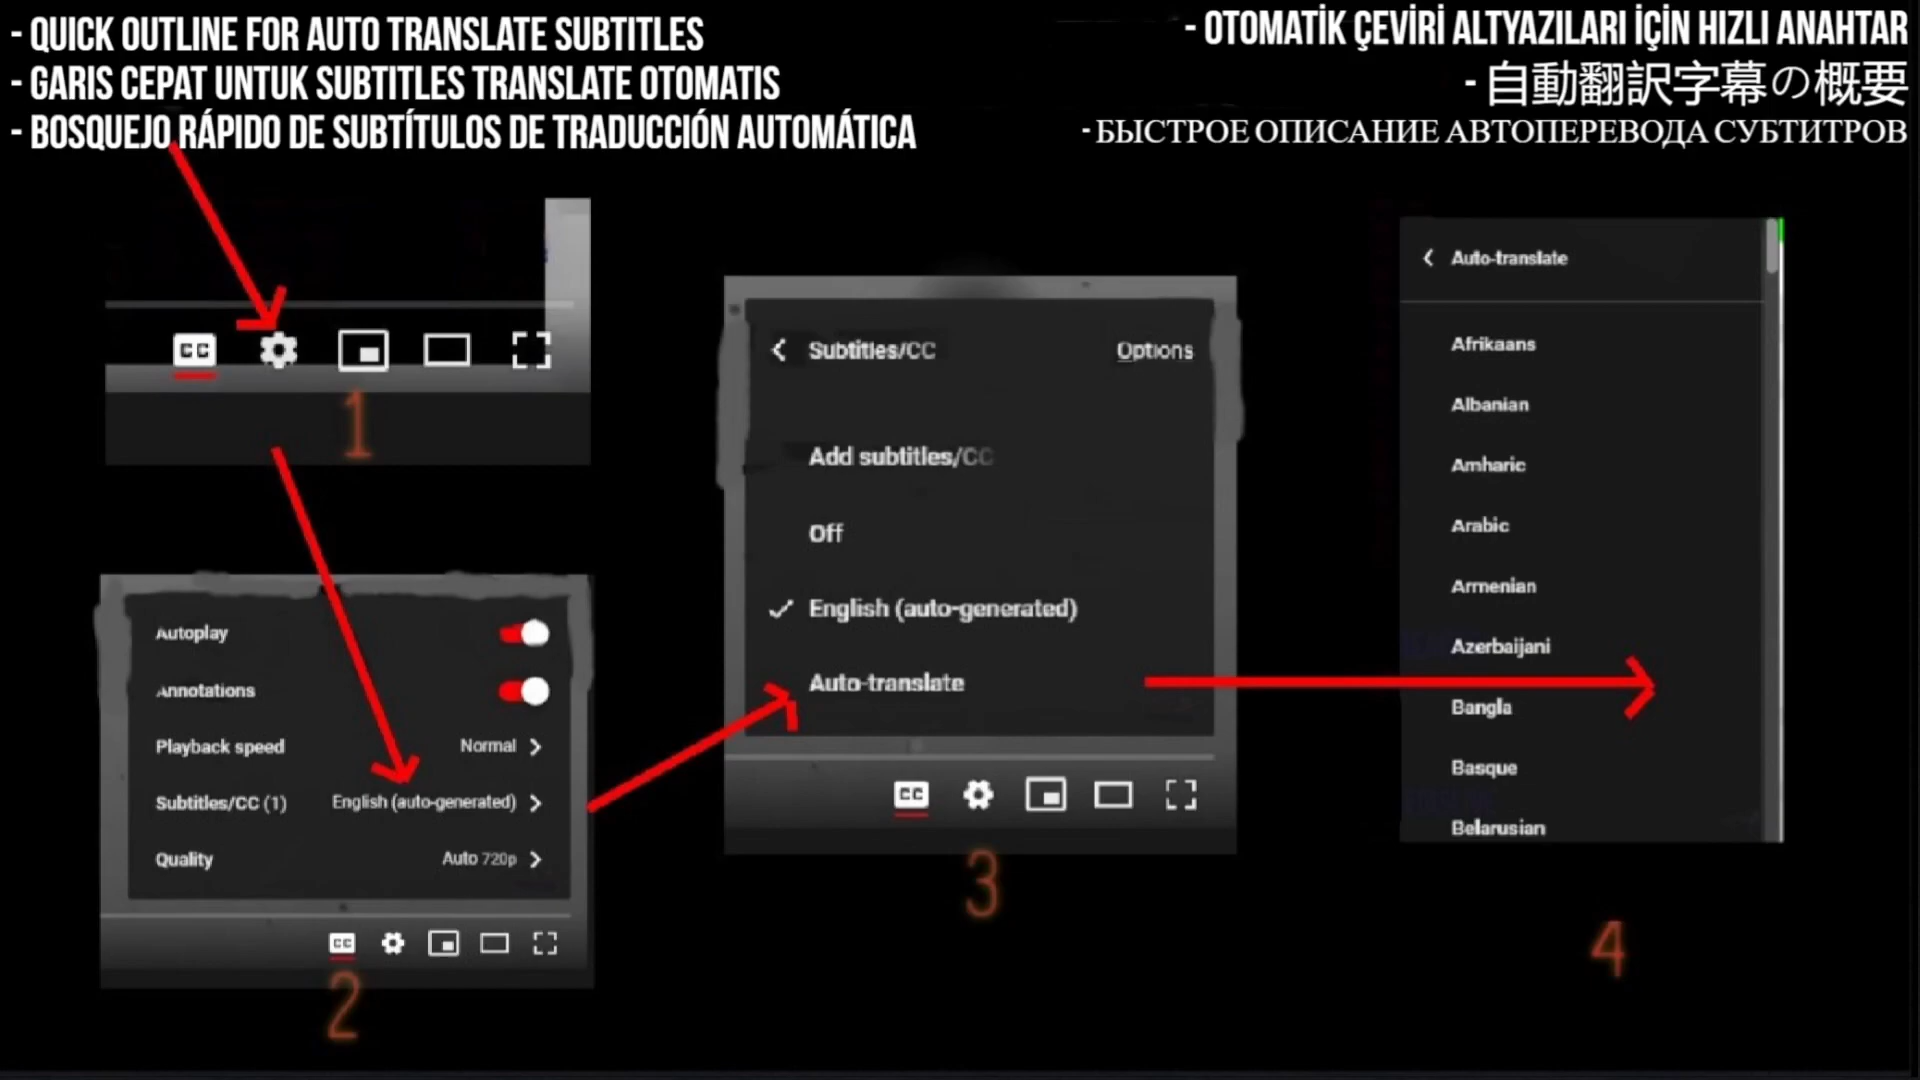 - QUICK OUTLINE FOR AUTO TRANSLATE SUBTITLES
- GARIS CEPAT UNTUK SUBTITLES TRANSLATE OTOMATIS
- BOSQUEJO RÁPIDO DE SUBTÍTULOS DE TRADUCCIÓN AUTOMÁTICA
- OTOMATİK ÇEVİRİ ALTYAZILARI İÇİN HIZLI ANAHTAR
- 自動翻訳字幕の概要
- БЫСТРОЕ ОПИСАНИЕ АВТОПЕРЕВОДА СУБТИТРОВ
CC
1
Autoplay
Annotations
Playback speed Normal
Subtitles/CC (1) English (auto-generated)
Quality Auto 720p
CC
2
Subtitles/CC Options
Add subtitles/CC
Off
English (auto-generated)
Auto-translate
CC
3
Auto-translate
Afrikaans
Albanian
Amharic
Arabic
Armenian
Azerbaijani
Bangla
Basque
Belarusian
4